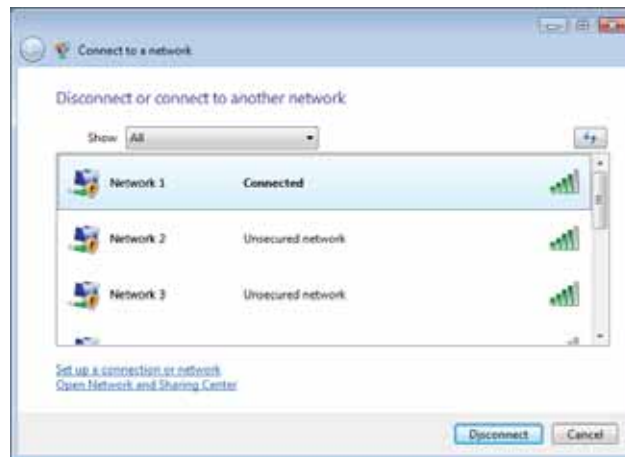 Connect to a network
Disconnect or connect to another network
Show All
Network 1 Connected
Network 2 Unsecured network
Network 3 Unsecured network
Set up a connection or network
Open Network and Sharing Center
Disconnect Cancel